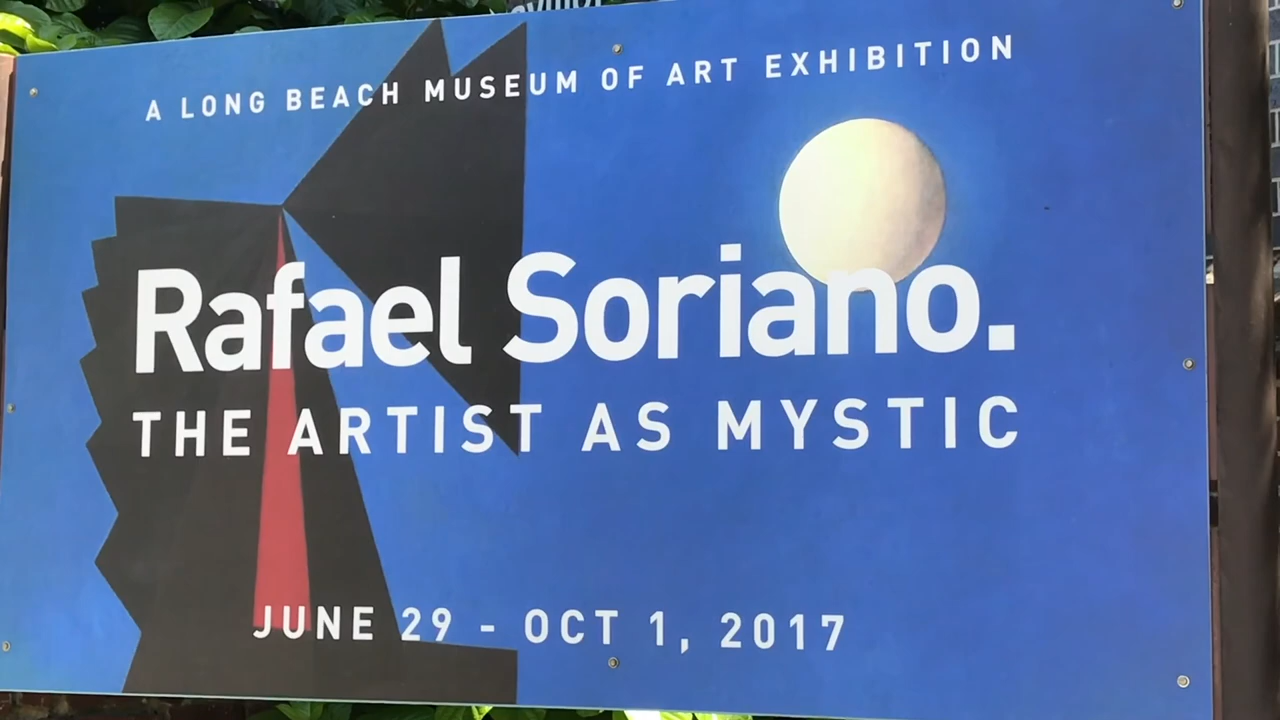 A LONG BEACH MUSEUM OF ART EXHIBITION
Rafael Soriano.
THE ARTIST AS MYSTIC
JUNE 29 - OCT 1, 2017